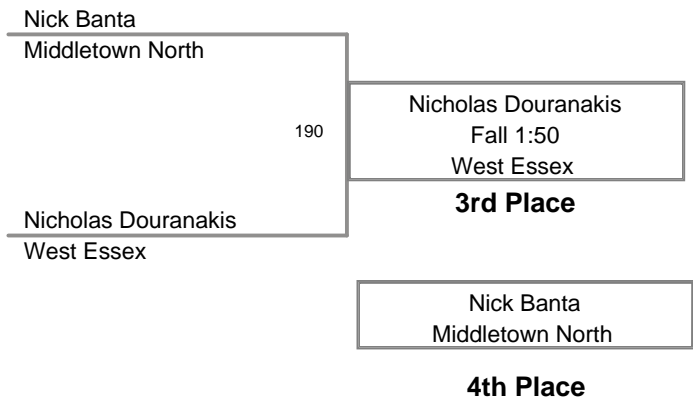 Nick Banta
Middletown North
190
Nicholas Douranakis
Fall 1:50
West Essex
3rd Place
Nicholas Douranakis
West Essex
Nick Banta
Middletown North
4th Place